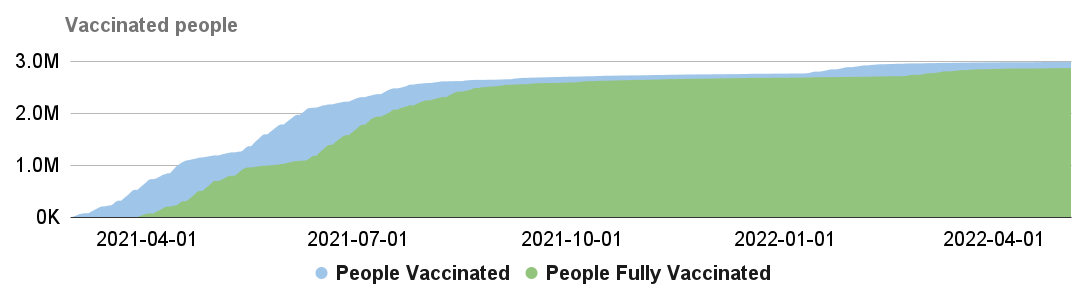 Vaccinated people
3.0M
2.0M
1.0M
0K
2021-04-01 2021-07-01 2021-10-01 2022-01-01 2022-04-01
People Vaccinated People Fully Vaccinated